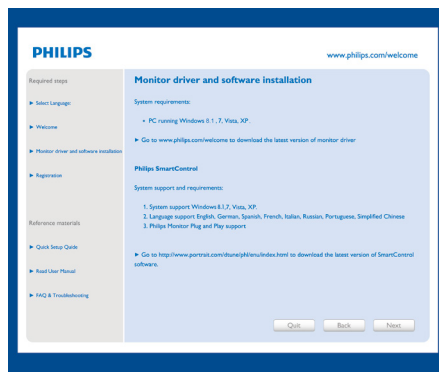 PHILIPS
www.philips.com/welcome
Required steps
Select Language
Welcome
Monitor driver and software installation
Registration
Reference materials
Quick Setup Guide
Read User Manual
FAQ & Troubleshooting
Monitor driver and software installation
System requirements:
• PC running Windows 8.1 , 7, Vista, XP .
Go to www.philips.com/welcome to download the latest version of monitor driver
Philips SmartControl
System support and requirements:
1. System support Windows 8.1,7, Vista, XP.
2. Language support English, German, Spanish, French, Italian, Russian, Portuguese, Simplified Chinese
3. Philips Monitor Plug and Play support
Go to http://www.portrait.com/dtune/phl/enu/index.html to download the latest version of SmartControl
software.
Quit
Back
Next